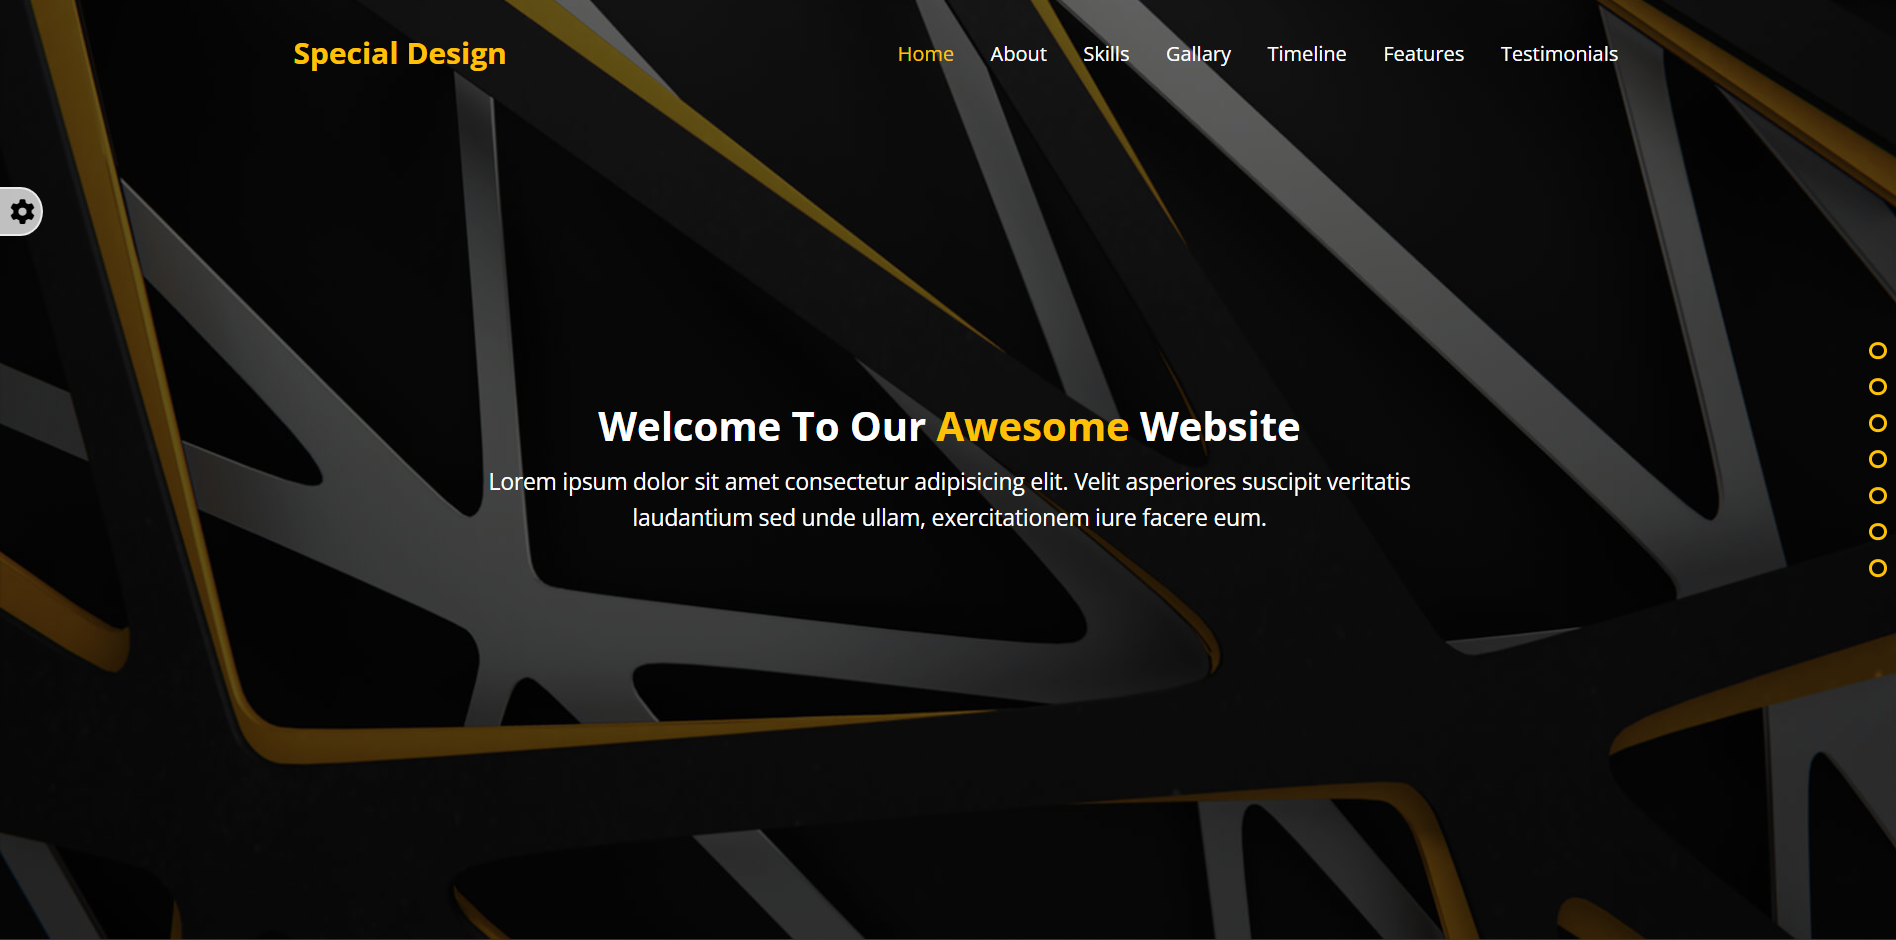 Special Design
Home About Skills Gallary Timeline Features Testimonials
Welcome To Our Awesome Website
Lorem ipsum dolor sit amet consectetur adipisicing elit. Velit asperiores suscipit veritatis
laudantium sed unde ullam, exercitationem iure facere eum.